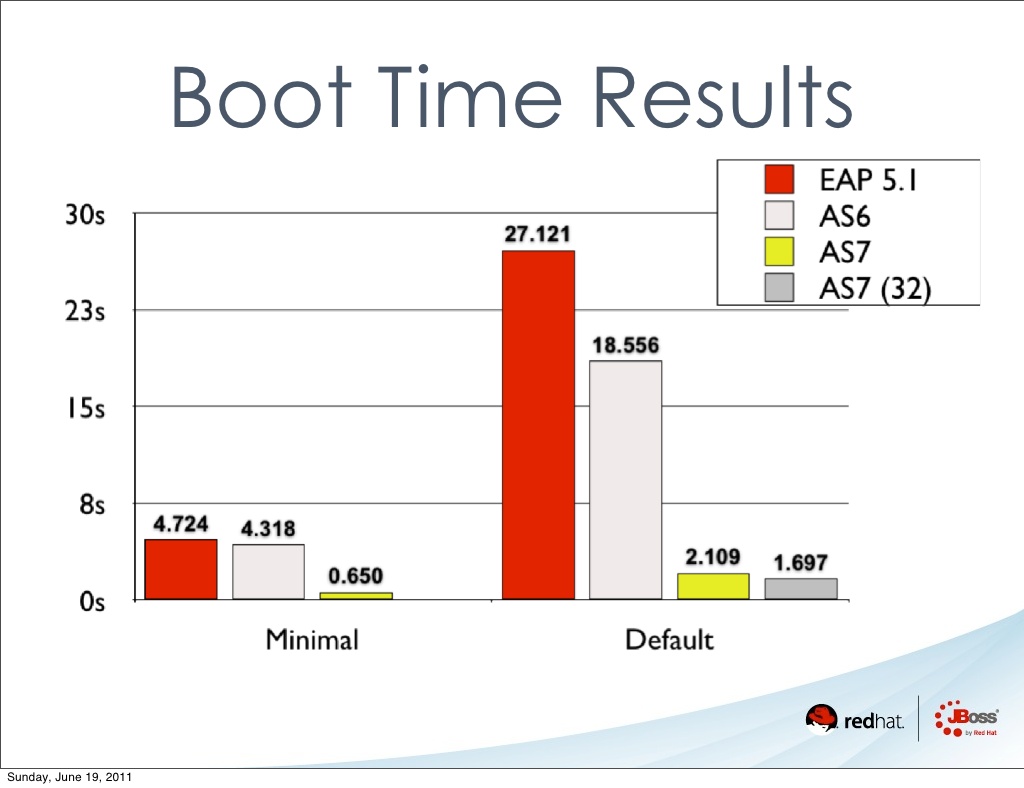 Boot Time Results
EAP 5.1
AS6
AS7
AS7 (32)
30s
23s
15s
8s
0s
4.724
4.318
0.650
27.121
18.556
2.109
1.697
Minimal
Default
redhat.
JBoss
by Red Hat
Sunday, June 19, 2011